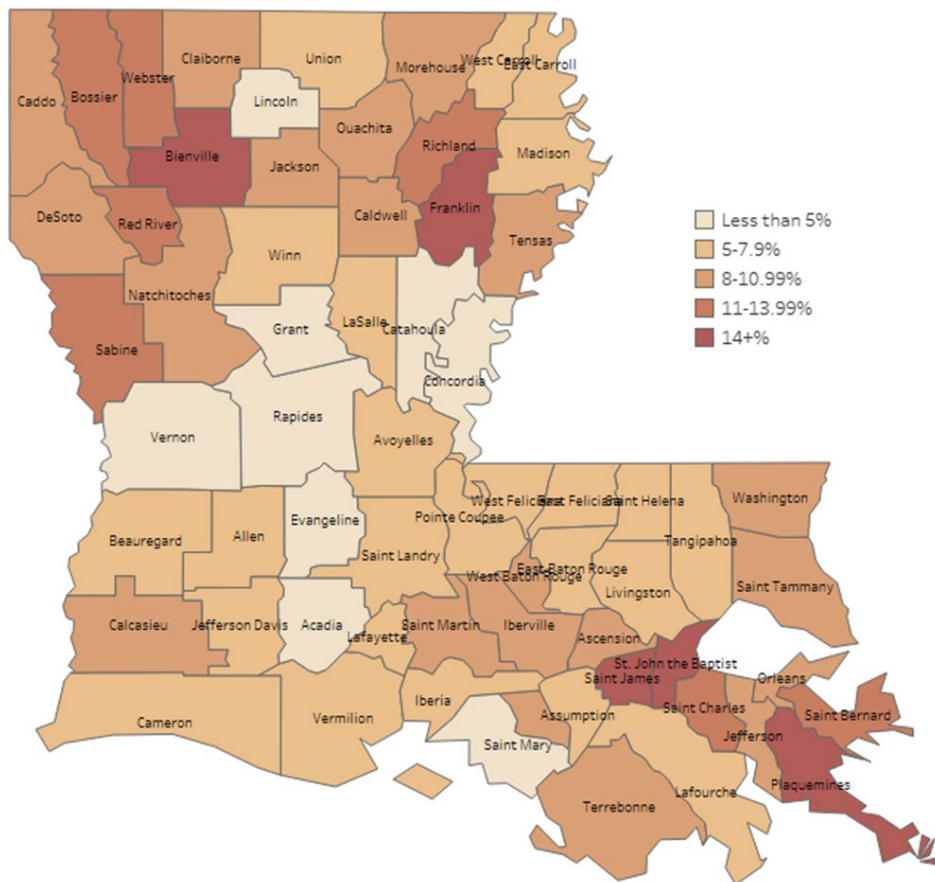 Claiborne
Union
West Carroll
East Carroll
Morehouse
Webster
Bossier
Caddo
Lincoln
Ouachita
Richland
Madison
Bienville
Jackson
Franklin
Caldwell
DeSoto
Red River
Tensas
Winn
Natchitoches
LaSalle
Catahoula
Grant
Sabine
Concordia
Rapides
Vernon
Avoyelles
Less than 5%
5-7.9%
8-10.99%
11-13.99%
14+%
West Feliciana
East Feliciana
Saint Helena
Washington
Evangeline
Pointe Coupee
Allen
Beauregard
Tangipahoa
Saint Landry
East Baton Rouge
West Baton Rouge
Saint Tammany
Livingston
Calcasieu
Jefferson Davis
Acadia
Lafayette
Saint Martin
Iberville
Ascension
St. John the Baptist
Saint James
Orleans
Iberia
Assumption
Saint Charles
Saint Bernard
Cameron
Vermilion
Jefferson
Saint Mary
Plaquemines
Lafourche
Terrebonne